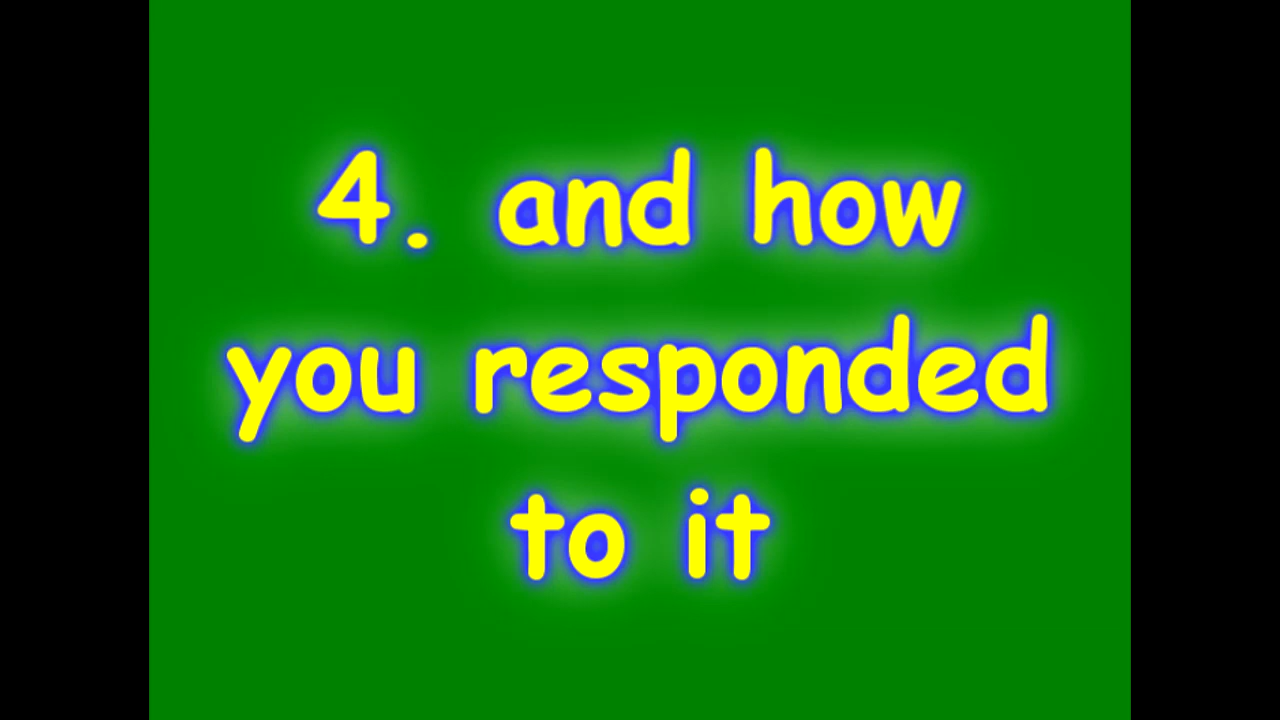 4. and how
you responded
to it